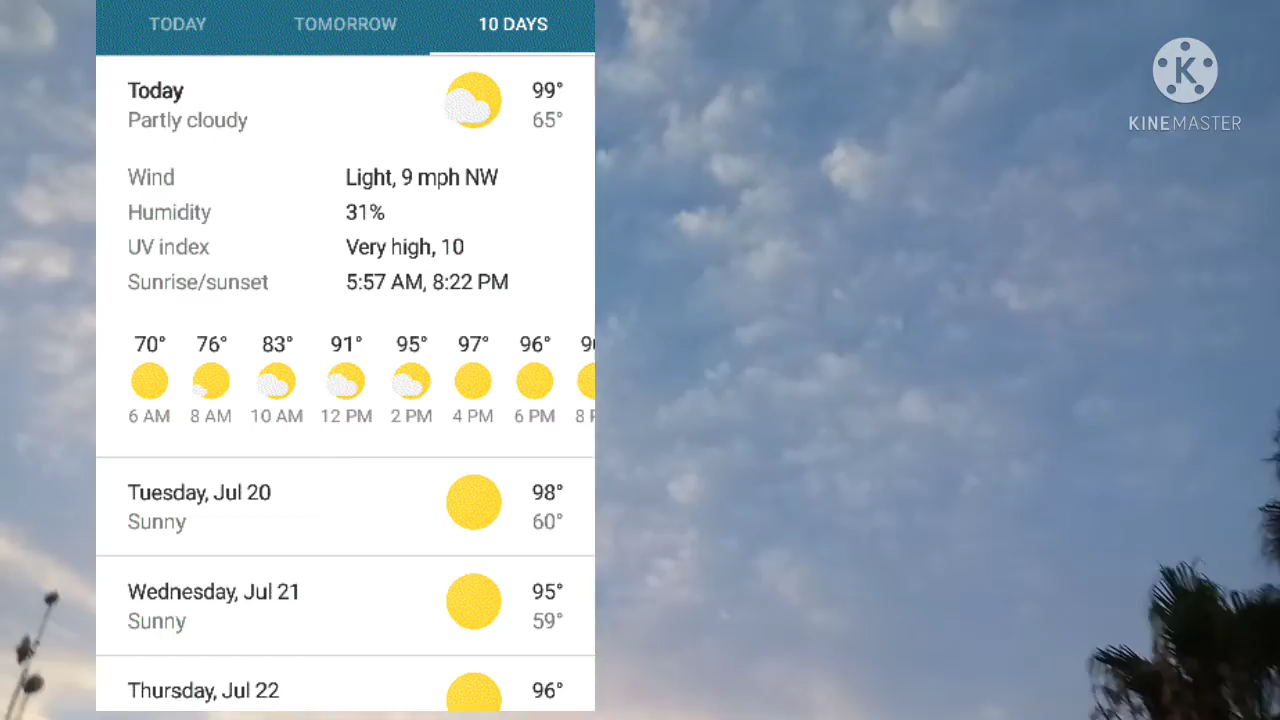 TODAY TOMORROW 10 DAYS
Today 99°
Partly cloudy 65°
Wind Light, 9 mph NW
Humidity 31%
UV index Very high, 10
Sunrise/sunset 5:57 AM, 8:22 PM
70° 76° 83° 91° 95° 97° 96°
6 AM 8 AM 10 AM 12 PM 2 PM 4 PM 6 PM
Tuesday, Jul 20 98°
Sunny 60°
Wednesday, Jul 21 95°
Sunny 59°
Thursday, Jul 22 96°
K
KINEMASTER